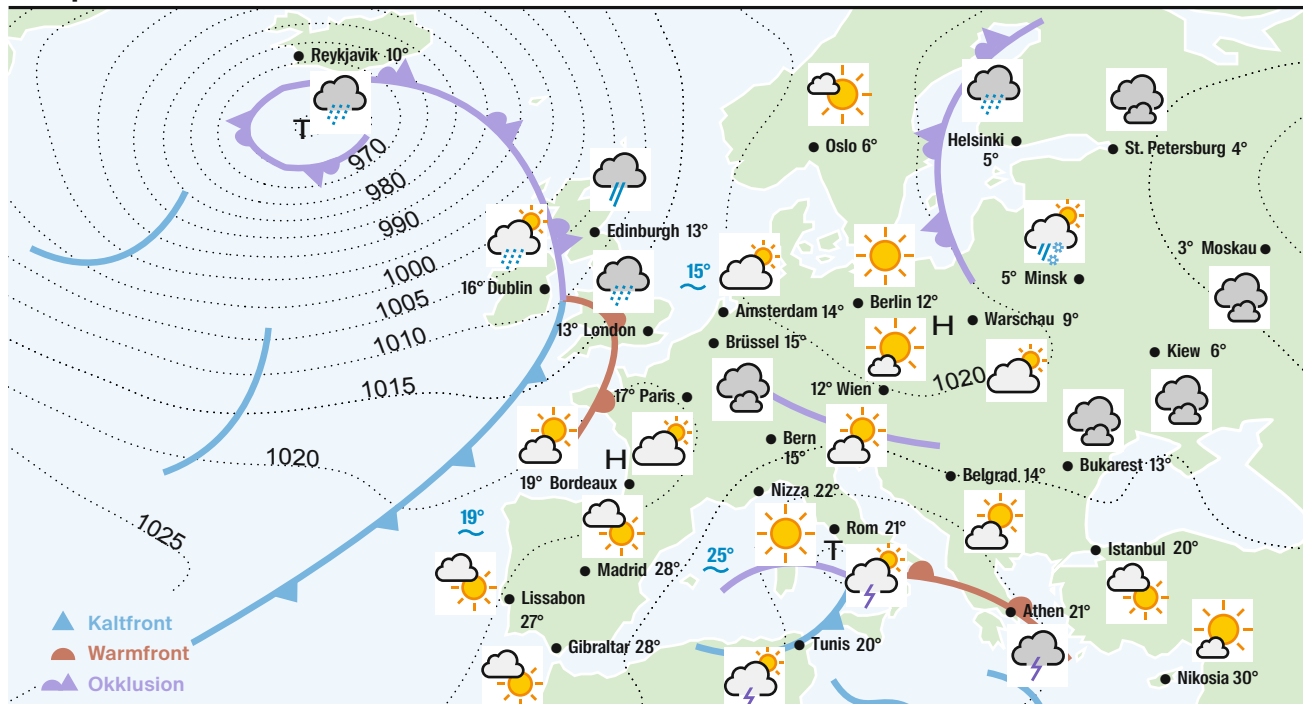 Reykjavik 10°
T
970
980
990
1000
1005
1010
1015
1020
1025
Oslo 6°
Helsinki
5°
St. Petersburg 4°
Edinburgh 13°
3° Moskau
16° Dublin
15°
5° Minsk
Berlin 12°
Amsterdam 14°
13° London
H
Warschau 9°
Brüssel 15°
Kiew 6°
1020
12° Wien
17° Paris
Bern
15°
H
19° Bordeaux
Bukarest 13°
Belgrad 14°
Nizza 22°
19°
Rom 21°
T
25°
Istanbul 20°
Madrid 28°
Lissabon
27°
Athen 21°
Gibraltar 28°
Tunis 20°
Nikosia 30°
Kaltfront
Warmfront
Okklusion